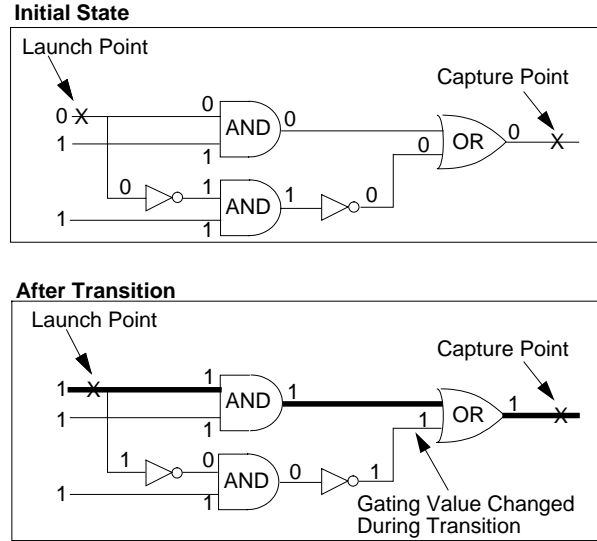 Initial State
Launch Point
Capture Point
0 X
0
AND
0
0
OR
0
X
1
1
0
1
AND
1
0
1
1
After Transition
Launch Point
Capture Point
1
X
1
AND
1
1
OR
1
X
1
1
1
0
AND
0
1
1
1
Gating Value Changed
During Transition